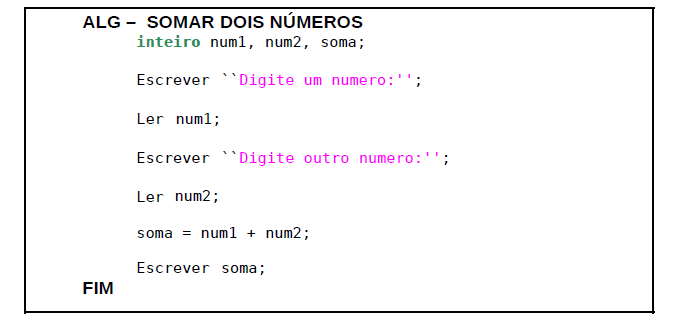 ALG – SOMAR DOIS NÚMEROS
inteiro num1, num2, soma;
Escrever ``Digite um numero:'';
Ler num1;
Escrever ``Digite outro numero:'';
Ler num2;
soma = num1 + num2;
Escrever soma;
FIM